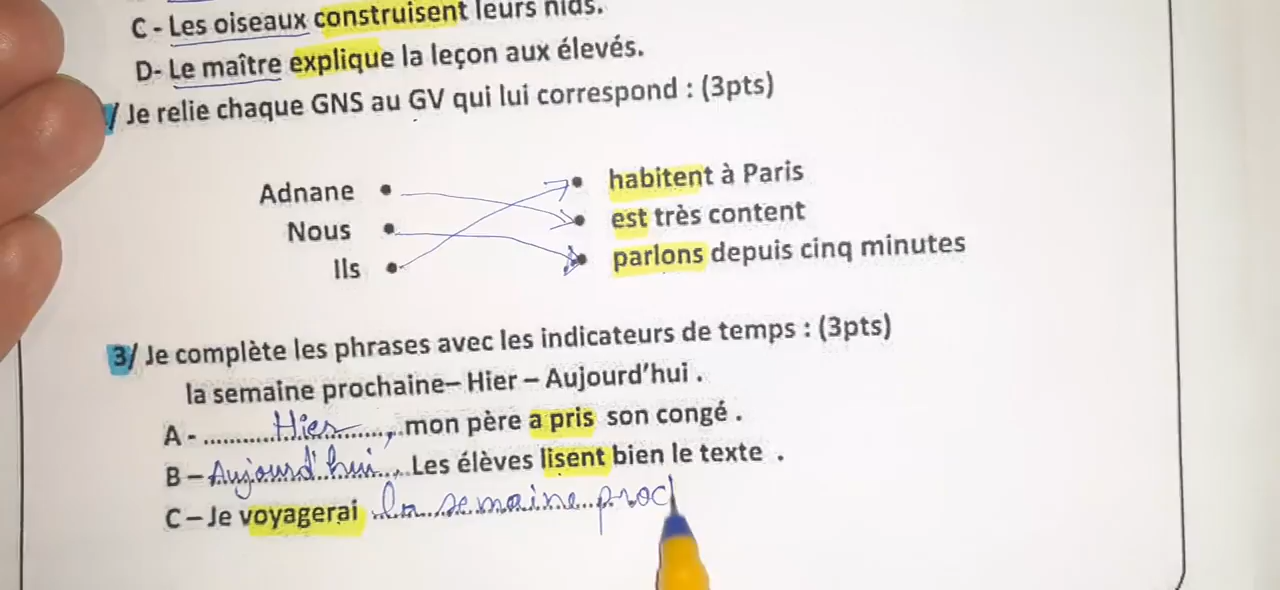 C - Les oiseaux construisent leurs nids.
D- Le maître explique la leçon aux élevés.
/ Je relie chaque GNS au GV qui lui correspond : (3pts)
Adnane • • habitent à Paris
Nous • • est très content
Ils • • parlons depuis cinq minutes
3/ Je complète les phrases avec les indicateurs de temps : (3pts)
la semaine prochaine– Hier – Aujourd'hui .
A - ..........Hier.........., mon père a pris son congé .
B – Aujourd'hui, Les élèves lisent bien le texte .
C – Je voyagerai la semaine proc